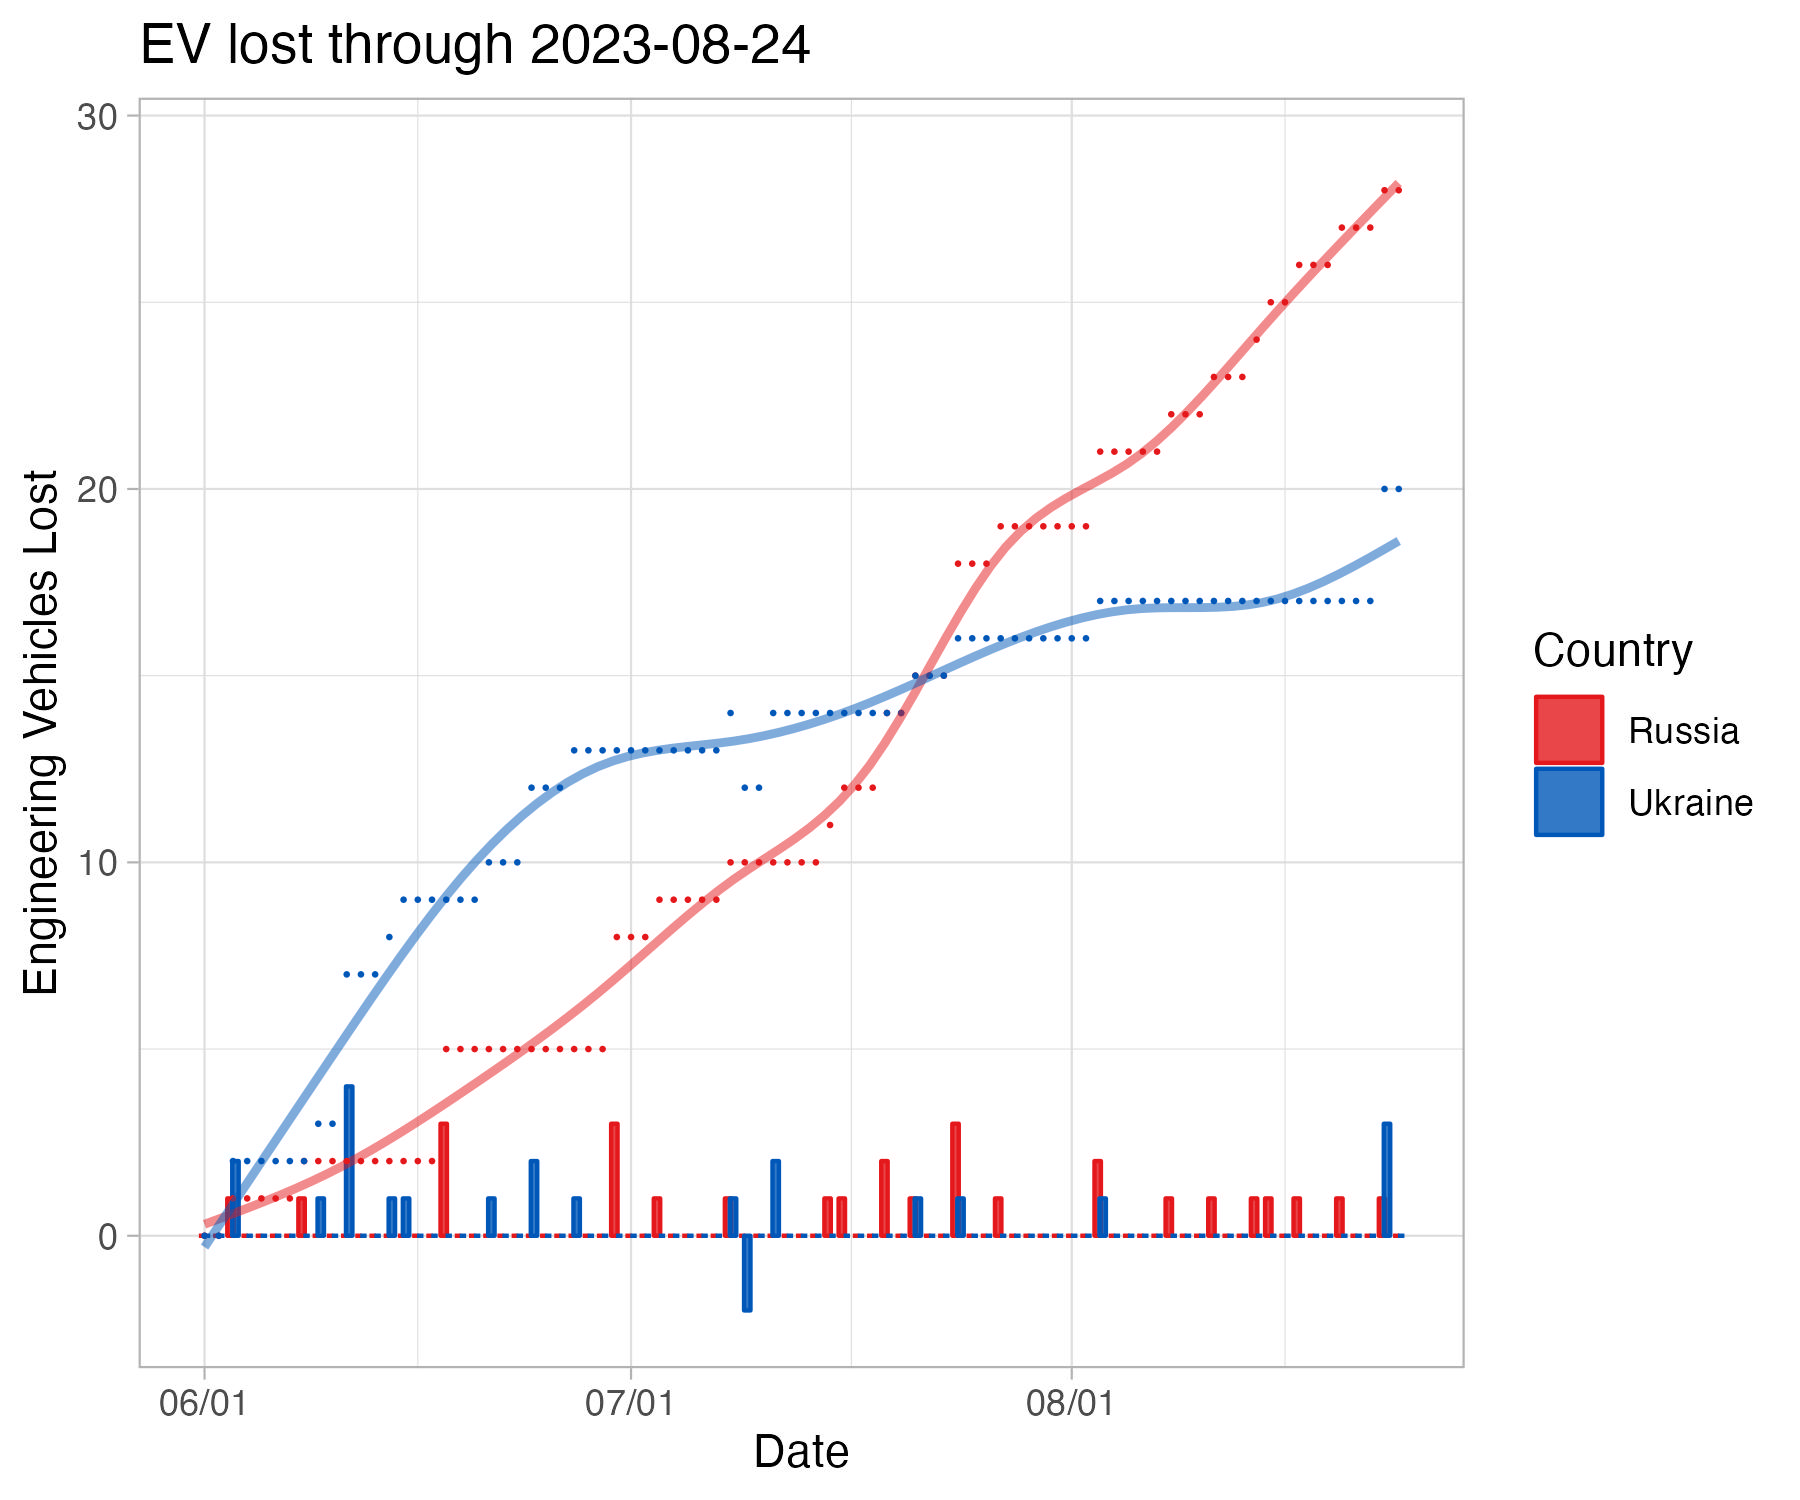 EV lost through 2023-08-24
Engineering Vehicles Lost
30
20
10
0
06/01
07/01
08/01
Date
Country
Russia
Ukraine